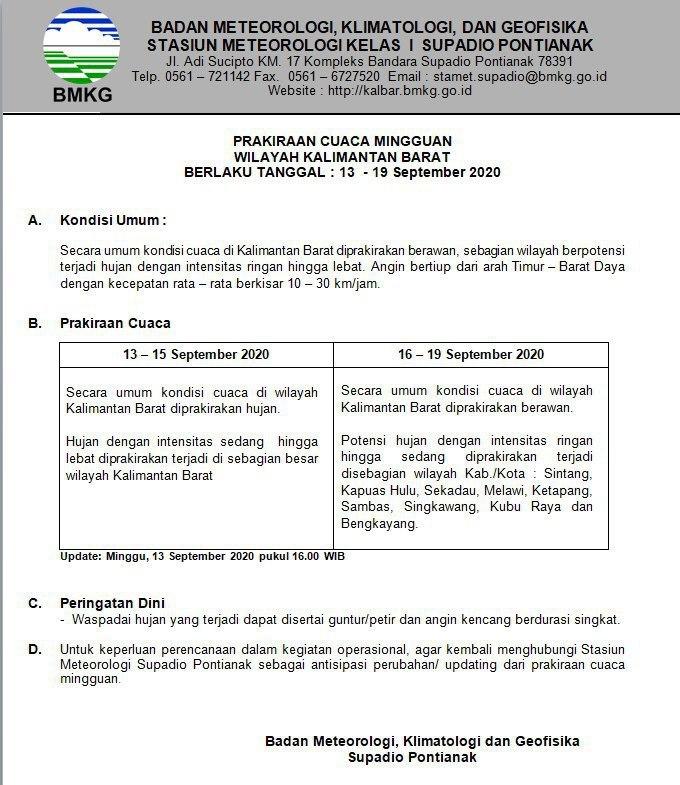 BADAN METEOROLOGI, KLIMATOLOGI, DAN GEOFISIKA
STASIUN METEOROLOGI KELAS I SUPADIO PONTIANAK
Jl. Adi Sucipto KM. 17 Kompleks Bandara Supadio Pontianak 78391
Telp. 0561 – 721142 Fax. 0561 – 6727520 Email : stamet.supadio@bmkg.go.id
Website : http://kalbar.bmkg.go.id
BMKG
PRAKIRAAN CUACA MINGGUAN
WILAYAH KALIMANTAN BARAT
BERLAKU TANGGAL : 13 - 19 September 2020
A. Kondisi Umum :
Secara umum kondisi cuaca di Kalimantan Barat diprakirakan berawan, sebagian wilayah berpotensi
terjadi hujan dengan intensitas ringan hingga lebat. Angin bertiup dari arah Timur – Barat Daya
dengan kecepatan rata – rata berkisar 10 – 30 km/jam.
B. Prakiraan Cuaca
13 – 15 September 2020
Secara umum kondisi cuaca di wilayah
Kalimantan Barat diprakirakan hujan.
Hujan dengan intensitas sedang hingga
lebat diprakirakan terjadi di sebagian besar
wilayah Kalimantan Barat
16 – 19 September 2020
Secara umum kondisi cuaca di wilayah
Kalimantan Barat diprakirakan berawan.
Potensi hujan dengan intensitas ringan
hingga sedang diprakirakan terjadi
disebagian wilayah Kab./Kota : Sintang,
Kapuas Hulu, Sekadau, Melawi, Ketapang,
Sambas, Singkawang, Kubu Raya dan
Bengkayang.
Update: Minggu, 13 September 2020 pukul 16.00 WIB
C. Peringatan Dini
- Waspadai hujan yang terjadi dapat disertai guntur/petir dan angin kencang berdurasi singkat.
D. Untuk keperluan perencanaan dalam kegiatan operasional, agar kembali menghubungi Stasiun
Meteorologi Supadio Pontianak sebagai antisipasi perubahan/ updating dari prakiraan cuaca
mingguan.
Badan Meteorologi, Klimatologi dan Geofisika
Supadio Pontianak